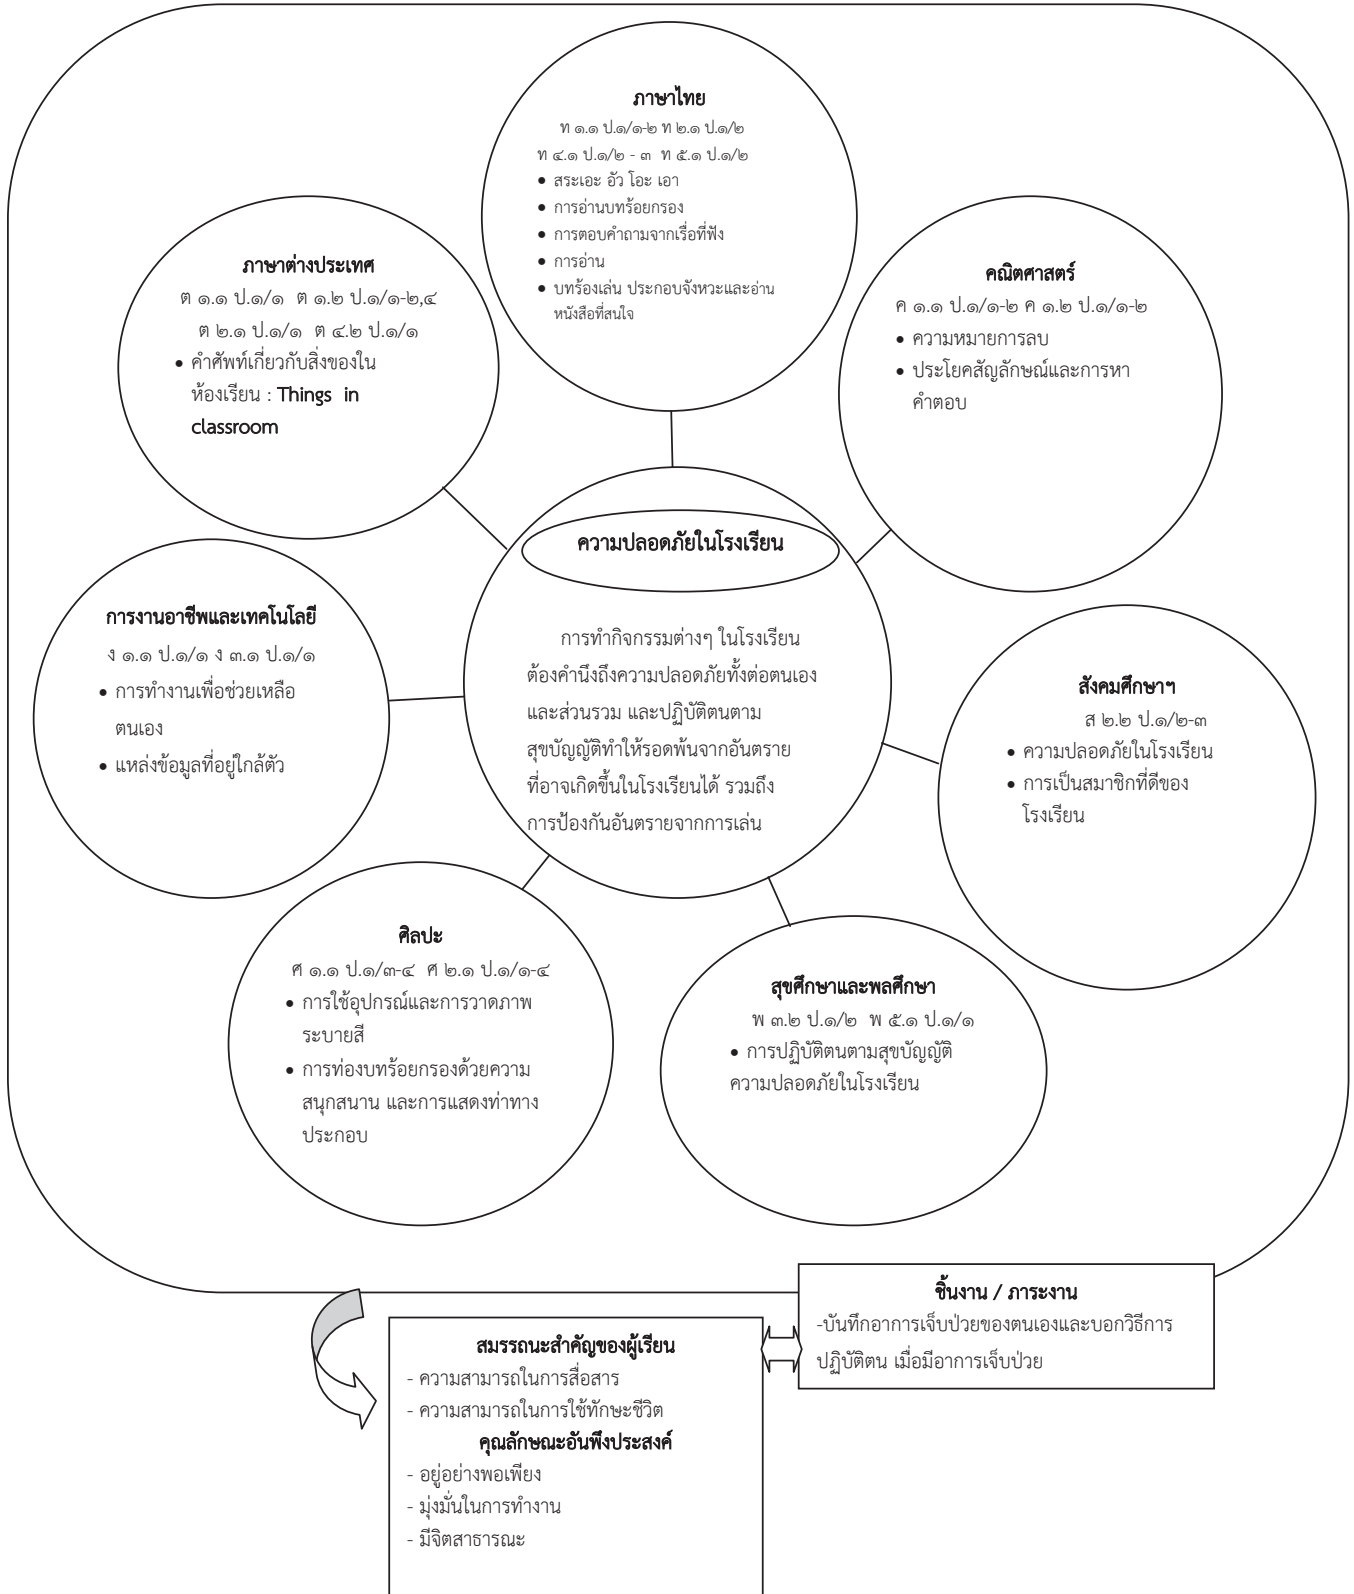 ภาษาไทย
ท ๑.๑ ป.๑/๑-๒ ท ๒.๑ ป.๑/๒
ท ๔.๑ ป.๑/๒ - ๓ ท ๕.๑ ป.๑/๒
• สระเอะ อัว โอะ เอา
• การอ่านบทร้อยกรอง
• การตอบคำถามจากเรื่อที่ฟัง
• การอ่าน
• บทร้องเล่น ประกอบจังหวะและอ่าน
หนังสือที่สนใจ
ภาษาต่างประเทศ
ต ๑.๑ ป.๑/๑ ต ๑.๒ ป.๑/๑-๒,๔
ต ๒.๑ ป.๑/๑ ต ๔.๒ ป.๑/๑
• คำศัพท์เกี่ยวกับสิ่งของใน
ห้องเรียน : Things in
classroom
คณิตศาสตร์
ค ๑.๑ ป.๑/๑-๒ ค ๑.๒ ป.๑/๑-๒
• ความหมายการลบ
• ประโยคสัญลักษณ์และการหา
คำตอบ
ความปลอดภัยในโรงเรียน
การทำกิจกรรมต่างๆ ในโรงเรียน
ต้องคำนึงถึงความปลอดภัยทั้งต่อตนเอง
และส่วนรวม และปฏิบัติตนตาม
สุขบัญญัติทำให้รอดพ้นจากอันตราย
ที่อาจเกิดขึ้นในโรงเรียนได้ รวมถึง
การป้องกันอันตรายจากการเล่น
การงานอาชีพและเทคโนโลยี
ง ๑.๑ ป.๑/๑ ง ๓.๑ ป.๑/๑
• การทำงานเพื่อช่วยเหลือ
ตนเอง
• แหล่งข้อมูลที่อยู่ใกล้ตัว
สังคมศึกษาฯ
ส ๒.๒ ป.๑/๒-๓
• ความปลอดภัยในโรงเรียน
• การเป็นสมาชิกที่ดีของ
โรงเรียน
ศิลปะ
ศ ๑.๑ ป.๑/๓-๔ ศ ๒.๑ ป.๑/๑-๔
• การใช้อุปกรณ์และการวาดภาพ
ระบายสี
• การท่องบทร้อยกรองด้วยความ
สนุกสนาน และการแสดงท่าทาง
ประกอบ
สุขศึกษาและพลศึกษา
พ ๓.๒ ป.๑/๒ พ ๕.๑ ป.๑/๑
• การปฏิบัติตนตามสุขบัญญัติ
ความปลอดภัยในโรงเรียน
ชิ้นงาน / ภาระงาน
-บันทึกอาการเจ็บป่วยของตนเองและบอกวิธีการ
ปฏิบัติตน เมื่อมีอาการเจ็บป่วย
สมรรถนะสำคัญของผู้เรียน
- ความสามารถในการสื่อสาร
- ความสามารถในการใช้ทักษะชีวิต
คุณลักษณะอันพึงประสงค์
- อยู่อย่างพอเพียง
- มุ่งมั่นในการทำงาน
- มีจิตสาธารณะ